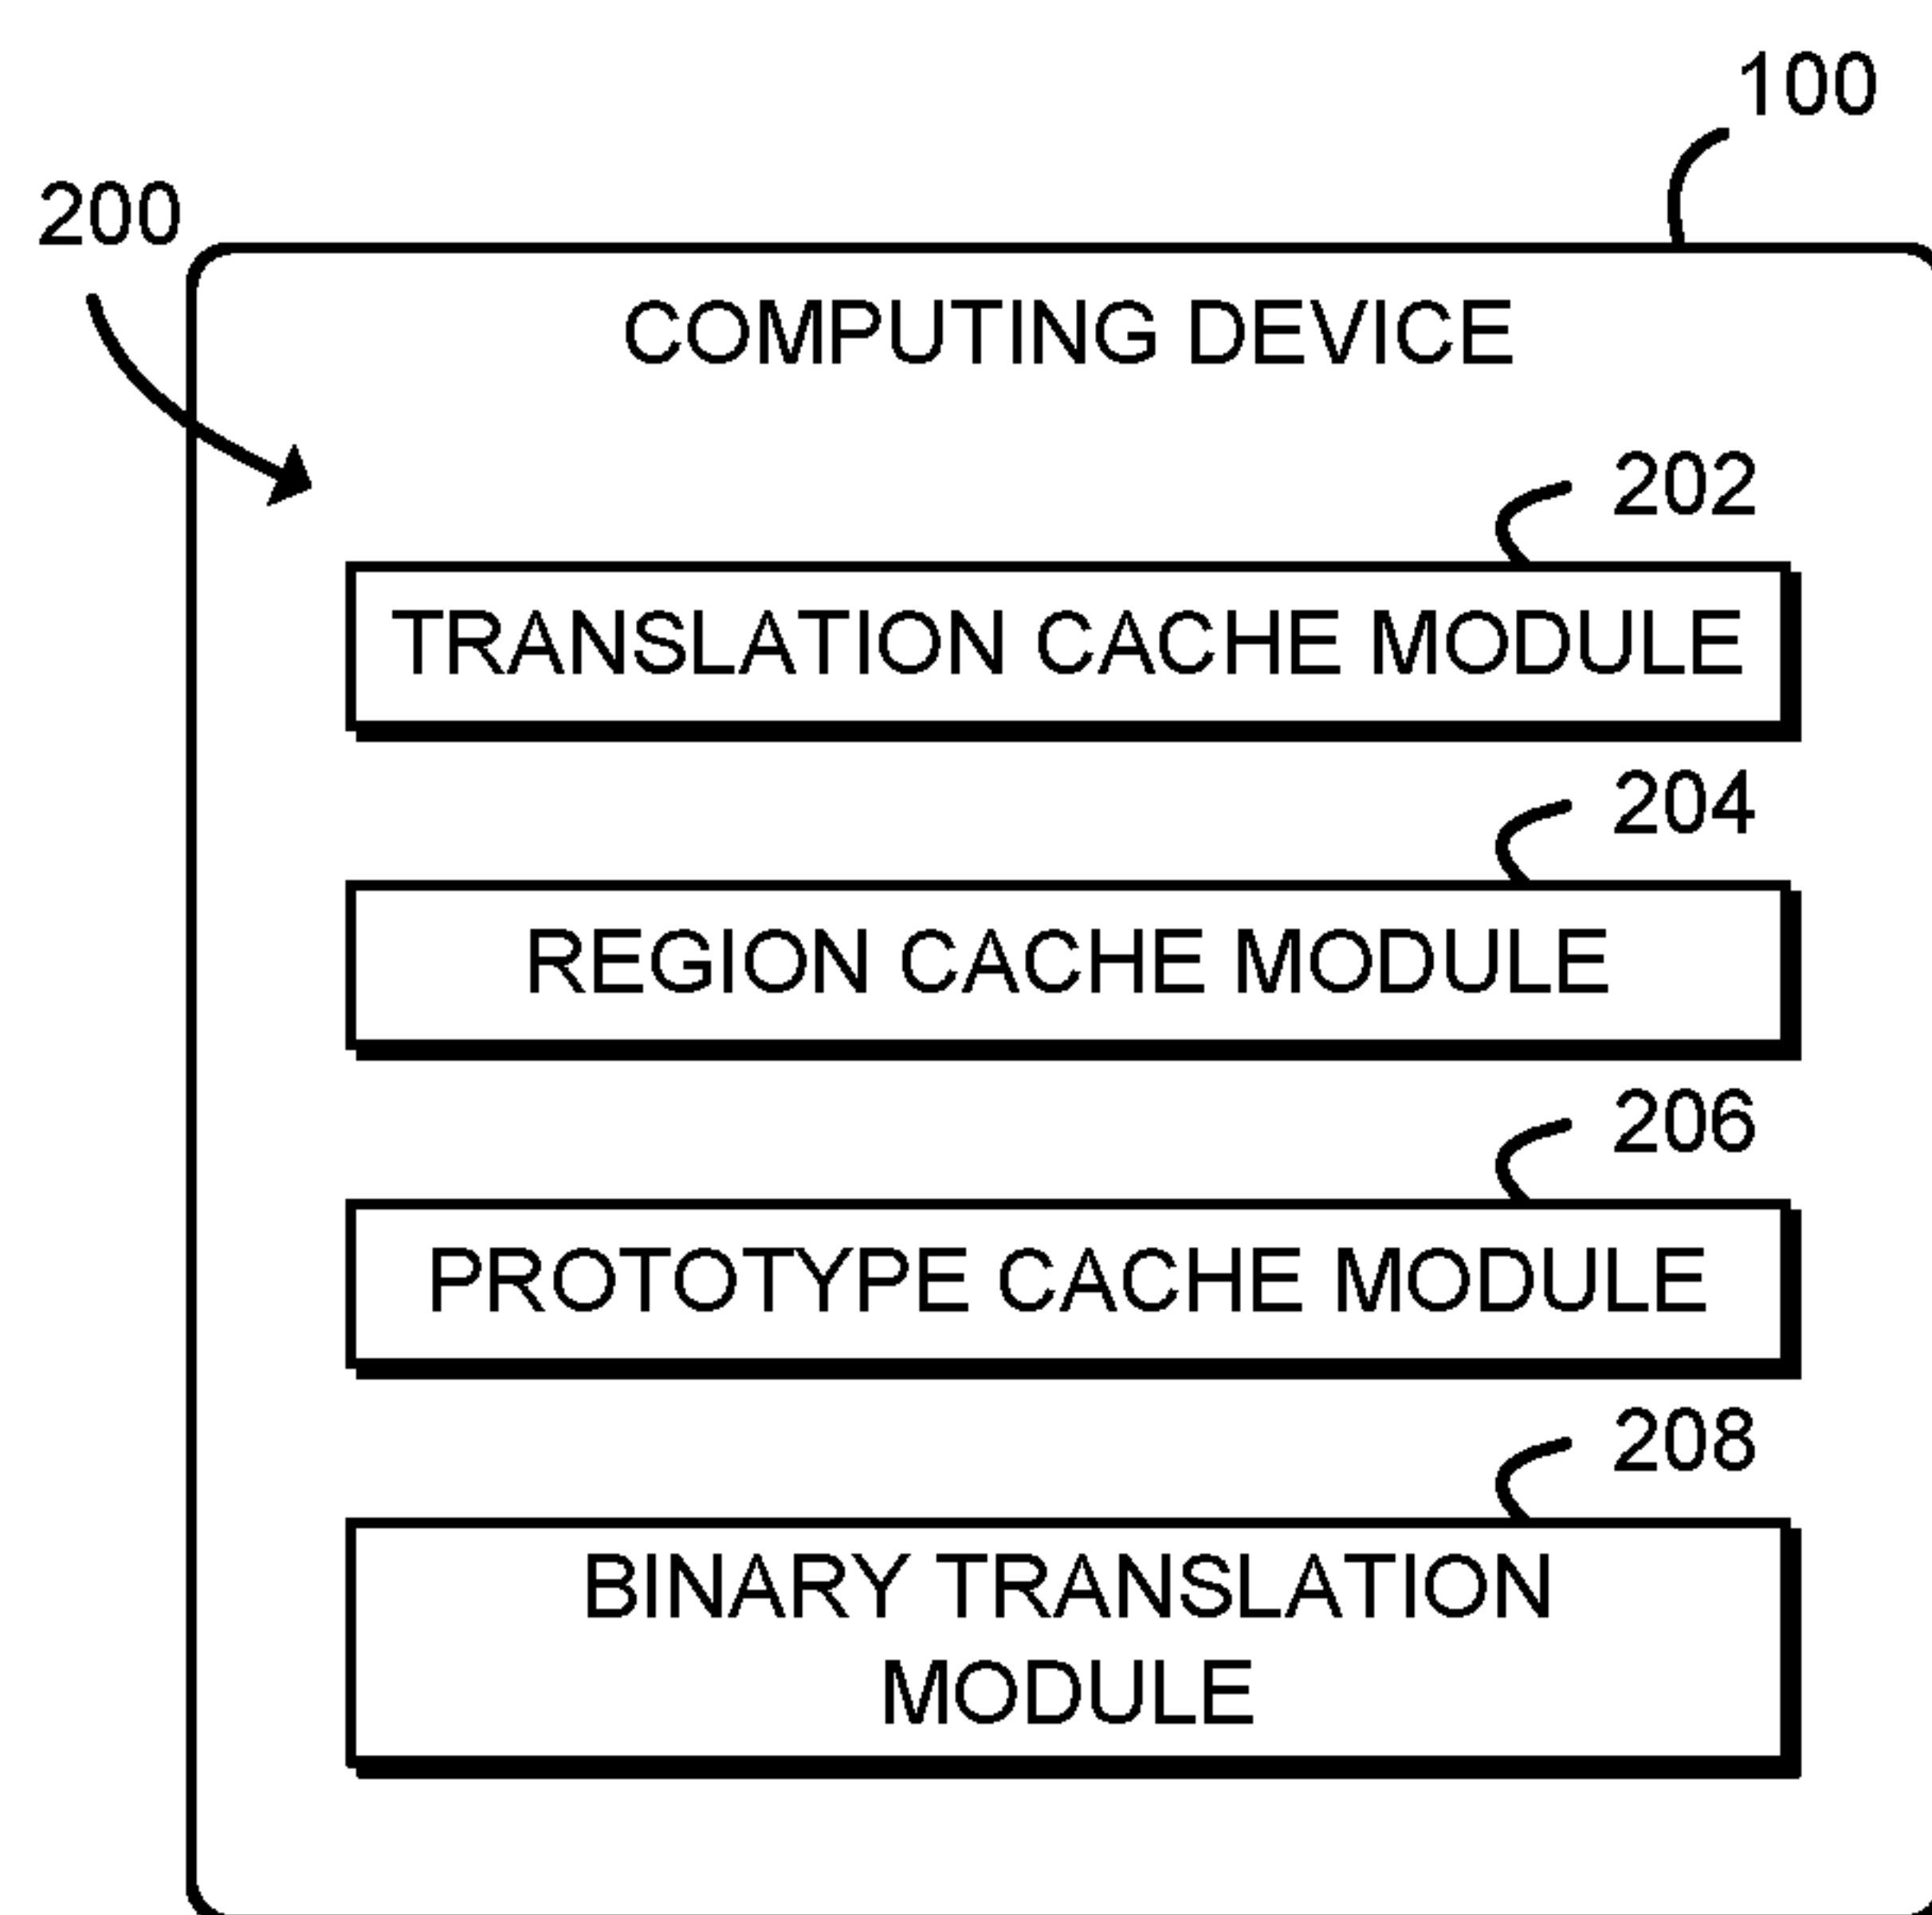 100
200
COMPUTING DEVICE
202
TRANSLATION CACHE MODULE
204
REGION CACHE MODULE
206
PROTOTYPE CACHE MODULE
208
BINARY TRANSLATION
MODULE